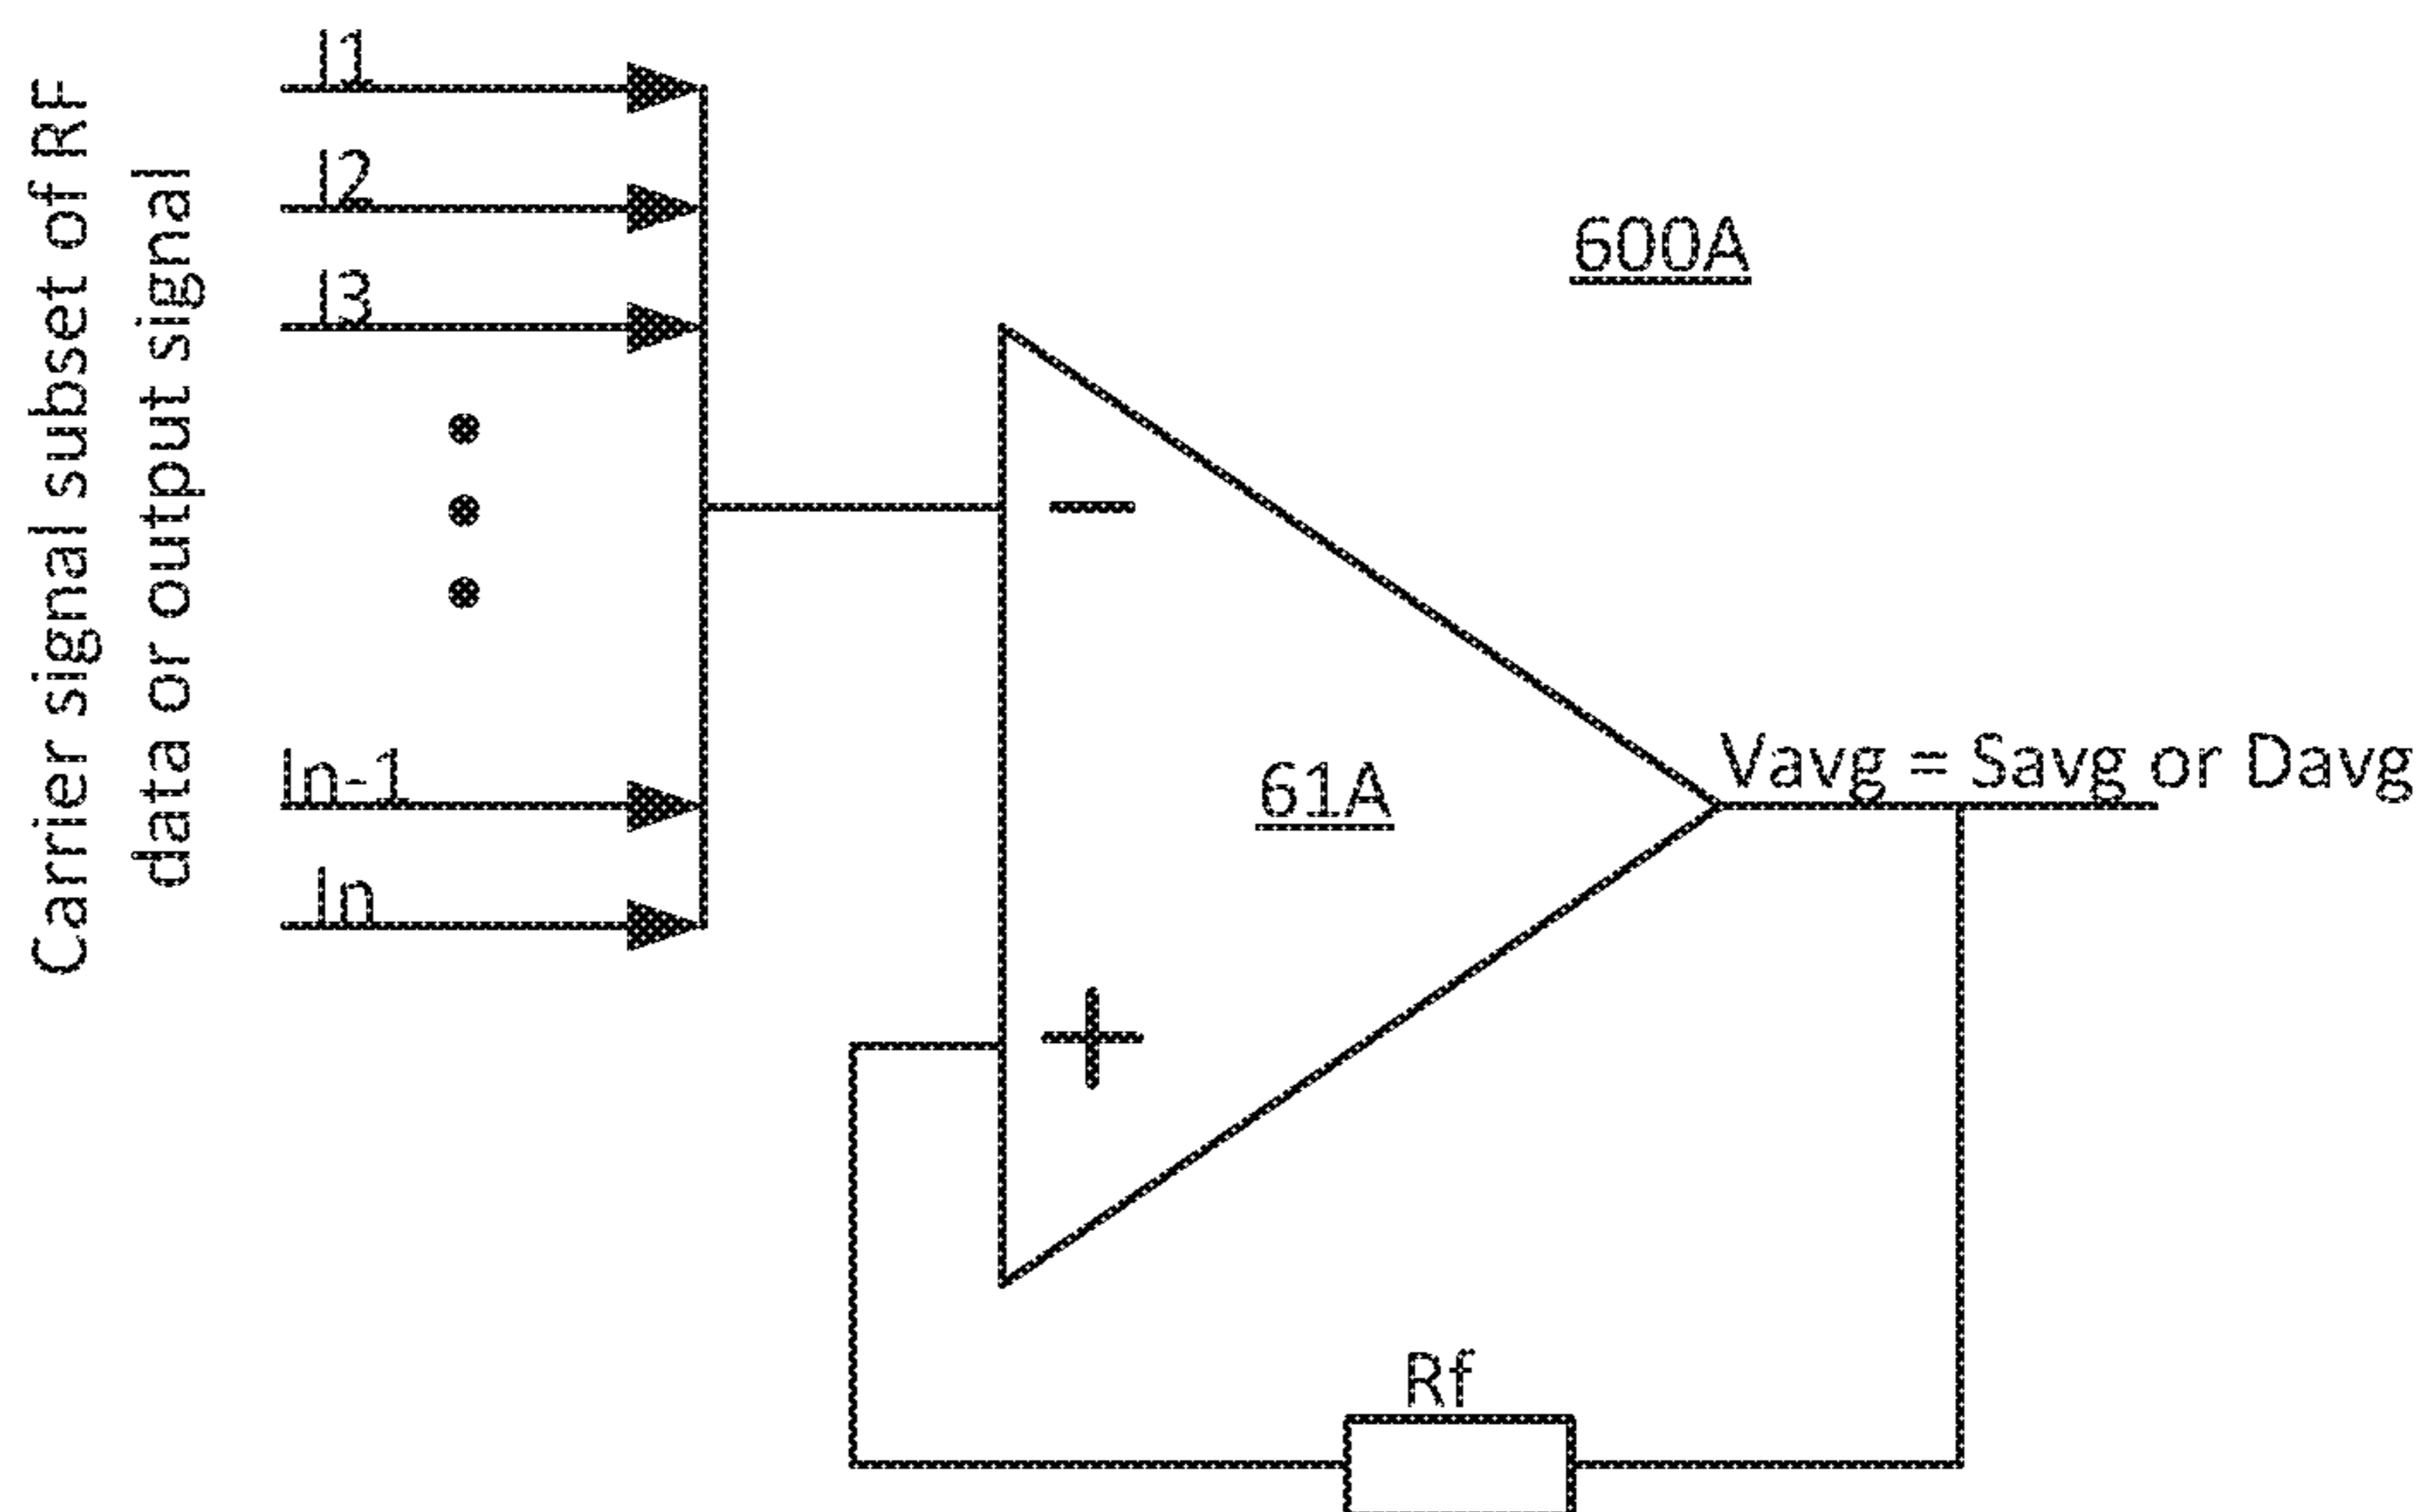 Carrier signal subset of RF
data or output signal
I1
I2
I3
In-1
In
600A
−
61A
+
Vavg = Savg or Davg
Rf